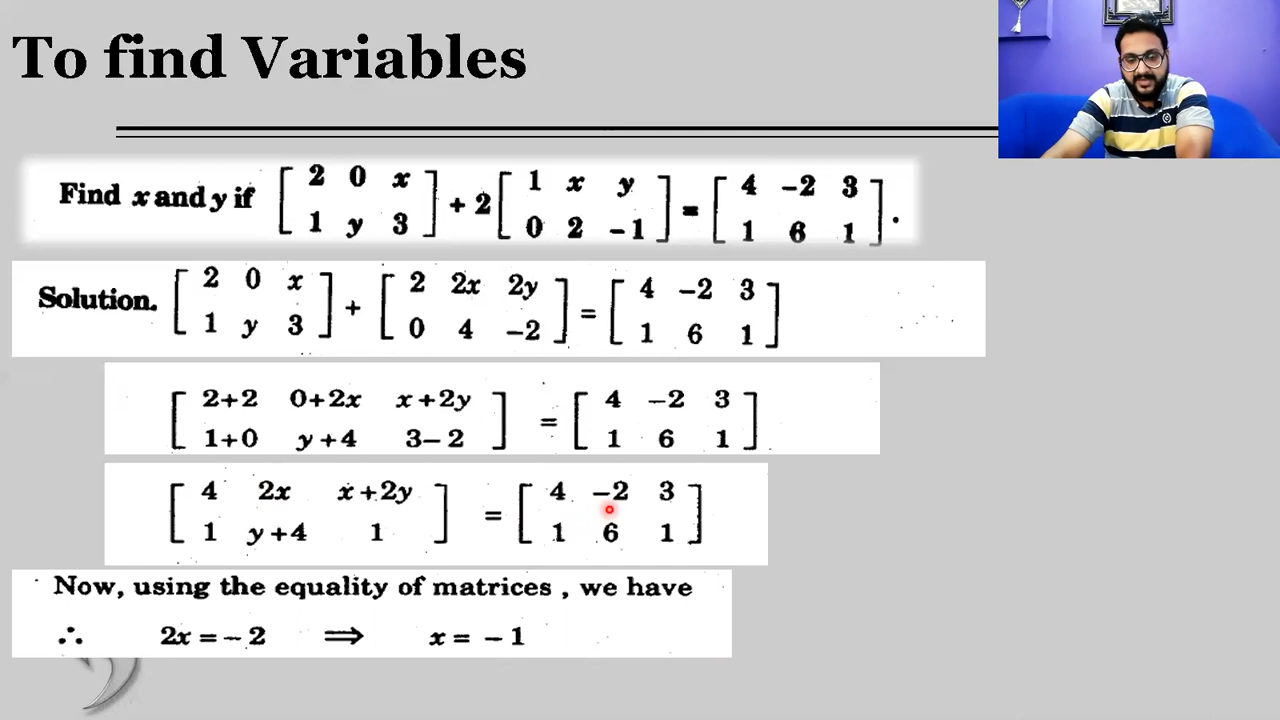 To find Variables
Find x and y if [ 2 0 x ; 1 y 3 ] + 2 [ 1 x y ; 0 2 -1 ] = [ 4 -2 3 ; 1 6 1 ].
Solution. [ 2 0 x ; 1 y 3 ] + [ 2 2x 2y ; 0 4 -2 ] = [ 4 -2 3 ; 1 6 1 ]
[ 2+2 0+2x x+2y ; 1+0 y+4 3-2 ] = [ 4 -2 3 ; 1 6 1 ]
[ 4 2x x+2y ; 1 y+4 1 ] = [ 4 -2 3 ; 1 6 1 ]
Now, using the equality of matrices, we have
∴ 2x = -2 ⟹ x = -1